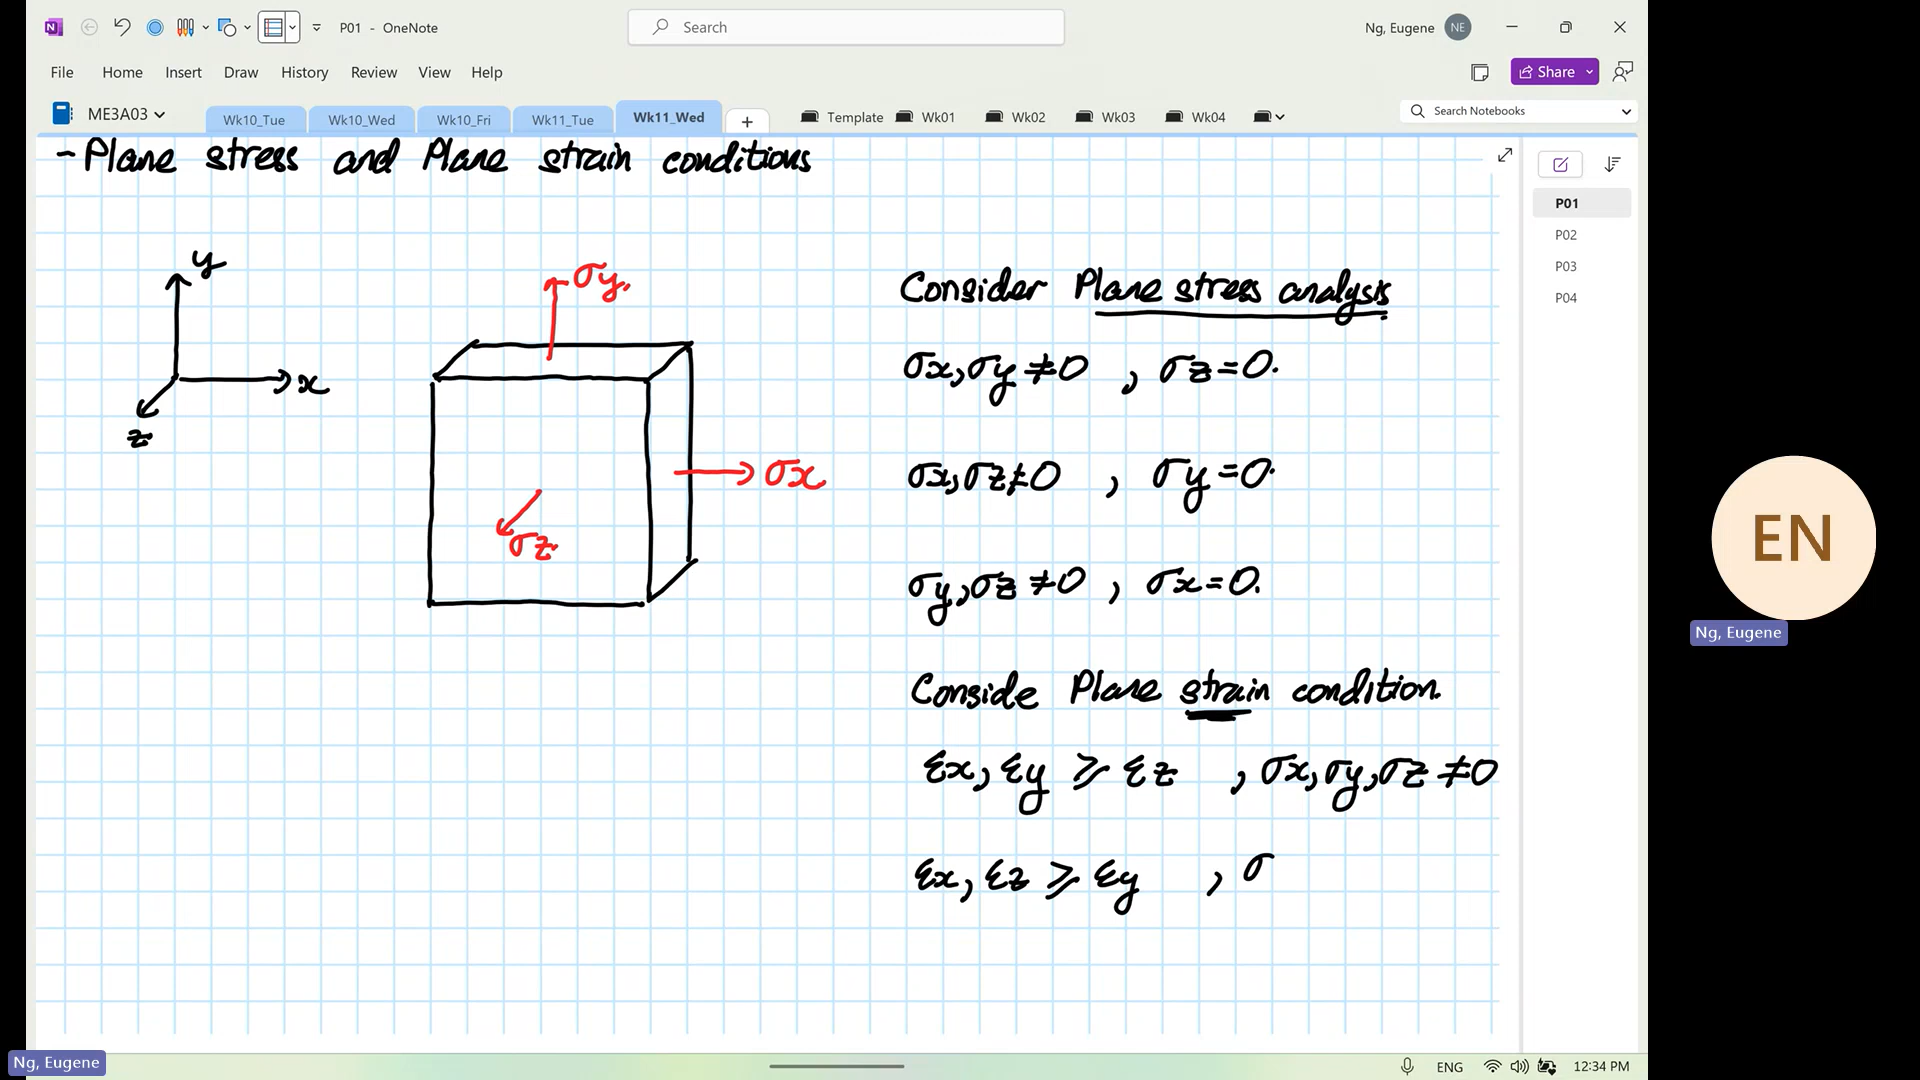 P01 - OneNote
Search
Ng, Eugene
NE
File
Home
Insert
Draw
History
Review
View
Help
Share
ME3A03
Wk10_Tue
Wk10_Wed
Wk10_Fri
Wk11_Tue
Wk11_Wed
+
Template
Wk01
Wk02
Wk03
Wk04
Search Notebooks
- Plane stress and Plane strain conditions
P01
P02
P03
P04
y
x
z
σy.
σx
σz.
Consider Plane stress analysis.
σx, σy ≠ 0 , σz = 0.
σx, σz ≠ 0 , σy = 0.
σy, σz ≠ 0 , σx = 0.
Conside Plane strain condition.
εx, εy ⩾ εz , σx, σy, σz ≠ 0
εx, εz ⩾ εy , σ
EN
Ng, Eugene
Ng, Eugene
ENG
12:34 PM